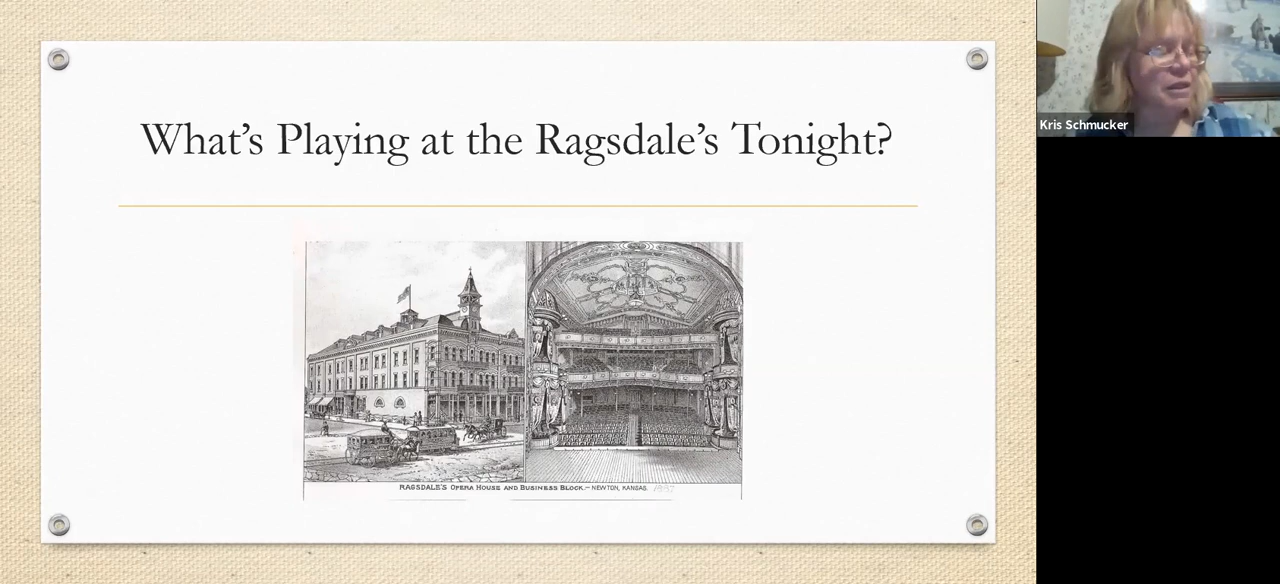 What's Playing at the Ragsdale's Tonight?
RAGSDALE'S OPERA HOUSE AND BUSINESS BLOCK.— NEWTON, KANSAS.
Kris Schmucker